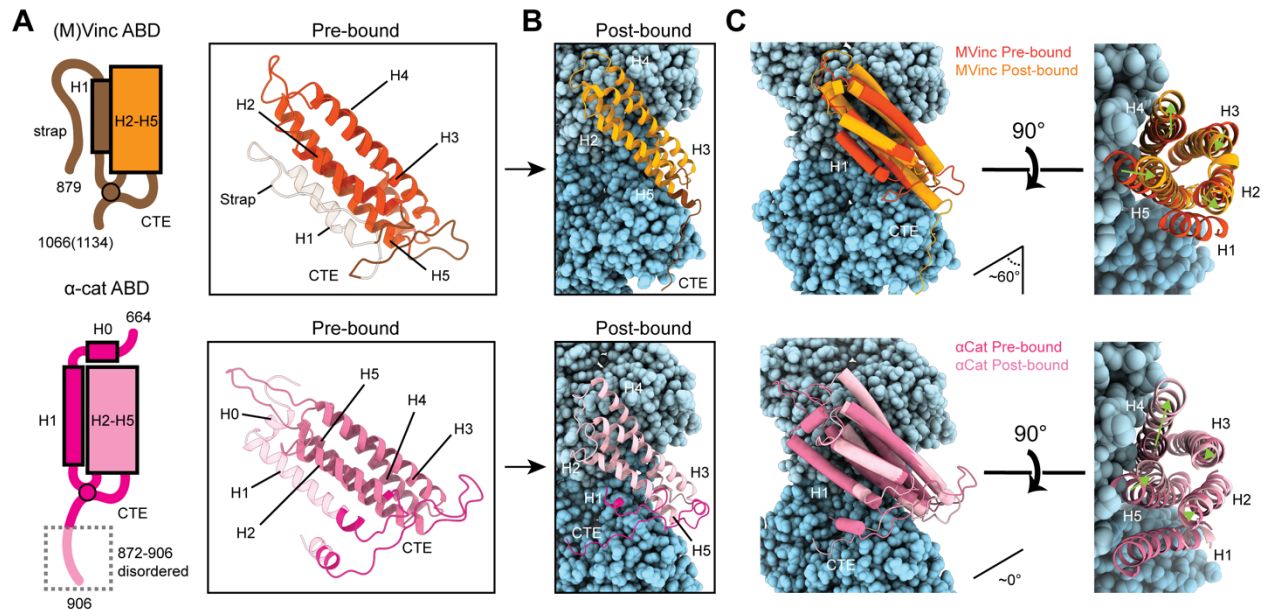 A
(M)Vinc ABD
H1
H2-H5
strap
879
CTE
1066(1134)
Pre-bound
H4
H2
H3
Strap
H1
CTE
H5
B
Post-bound
H4
H2
H3
H5
CTE
C
MVinc Pre-bound
MVinc Post-bound
H1
CTE
~60°
90°
H4
H3
H2
H5
H1
α-cat ABD
664
H0
H1
H2-H5
CTE
872-906
disordered
906
Pre-bound
H5
H4
H0
H3
H1
H2
CTE
Post-bound
H4
H2
H3
H1
CTE
H5
αCat Pre-bound
αCat Post-bound
H1
CTE
~0°
90°
H4
H3
H2
H5
H1